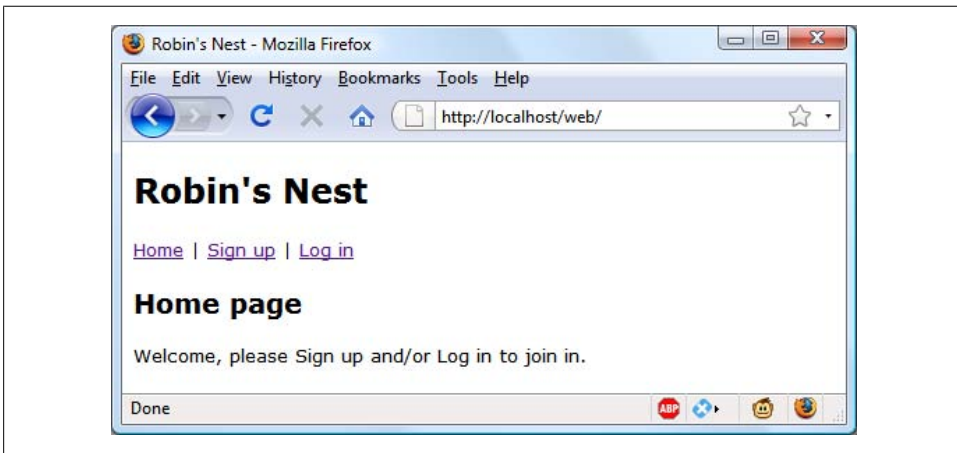 Robin's Nest - Mozilla Firefox
File Edit View History Bookmarks Tools Help
http://localhost/web/
Robin's Nest
Home | Sign up | Log in
Home page
Welcome, please Sign up and/or Log in to join in.
Done
ABP